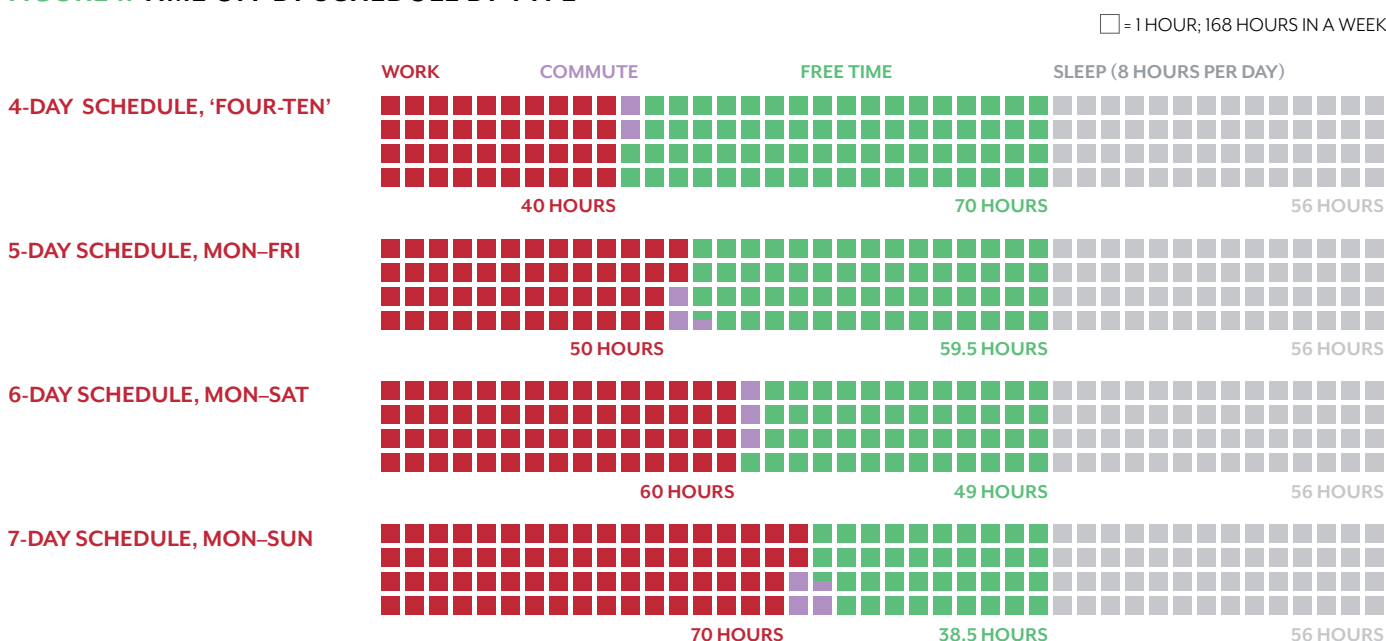 = 1 HOUR; 168 HOURS IN A WEEK
WORK COMMUTE FREE TIME SLEEP (8 HOURS PER DAY)
4-DAY SCHEDULE, ‘FOUR-TEN’
40 HOURS 70 HOURS 56 HOURS
5-DAY SCHEDULE, MON–FRI
50 HOURS 59.5 HOURS 56 HOURS
6-DAY SCHEDULE, MON–SAT
60 HOURS 49 HOURS 56 HOURS
7-DAY SCHEDULE, MON–SUN
70 HOURS 38.5 HOURS 56 HOURS